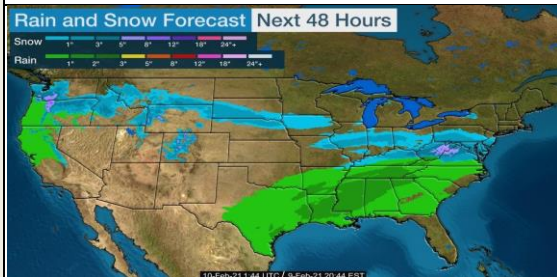 Rain and Snow Forecast Next 48 Hours
Snow
1" 3" 5" 8" 12" 18" 24"+
Rain
1" 2" 3" 5" 8" 12" 18" 24"+
10-Feb-21 1:44 UTC / 9-Feb-21 20:44 EST